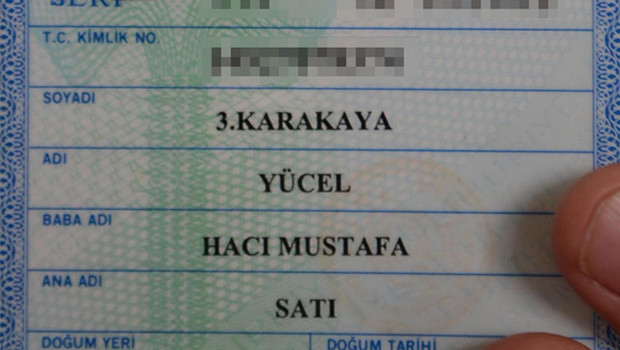 SERİ
T.C. KİMLİK NO.
SOYADI
3.KARAKAYA
ADI
YÜCEL
BABA ADI
HACI MUSTAFA
ANA ADI
SATI
DOĞUM YERİ
DOĞUM TARİHİ